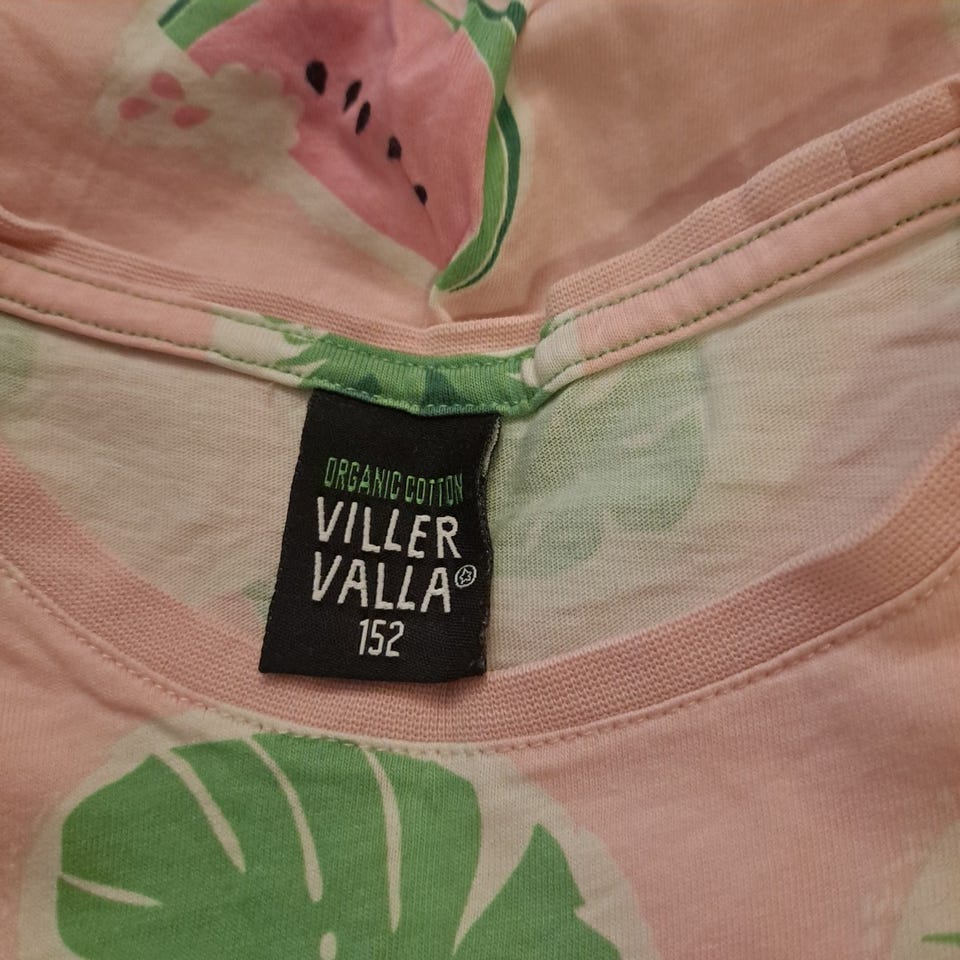 ORGANIC COTTON
VILLER
VALLA
152